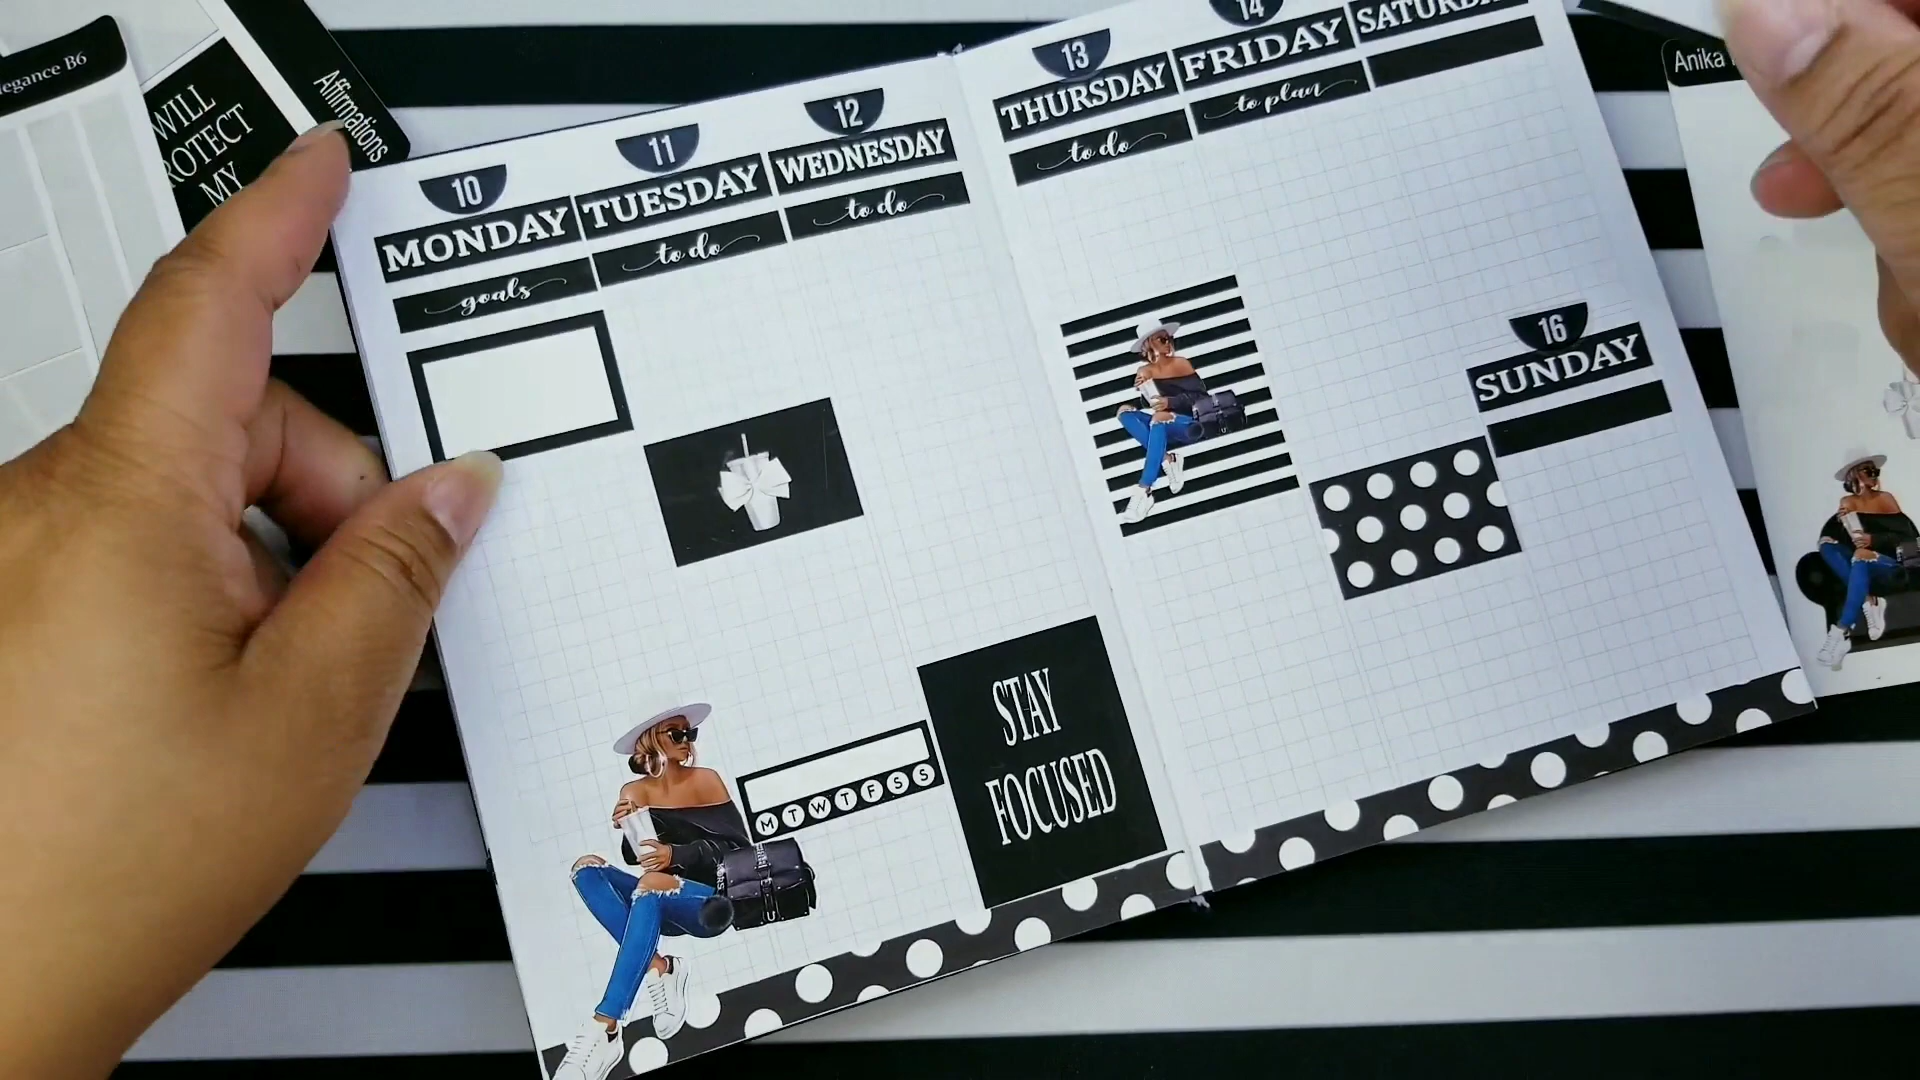 legance B6
WILL
ROTECT
MY
Affirmations
10
MONDAY
goals
11
TUESDAY
to do
12
WEDNESDAY
to do
13
THURSDAY
to do
14
FRIDAY
to plan
SATURDA
16
SUNDAY
M T W T F S S
STAY
FOCUSED
Anika